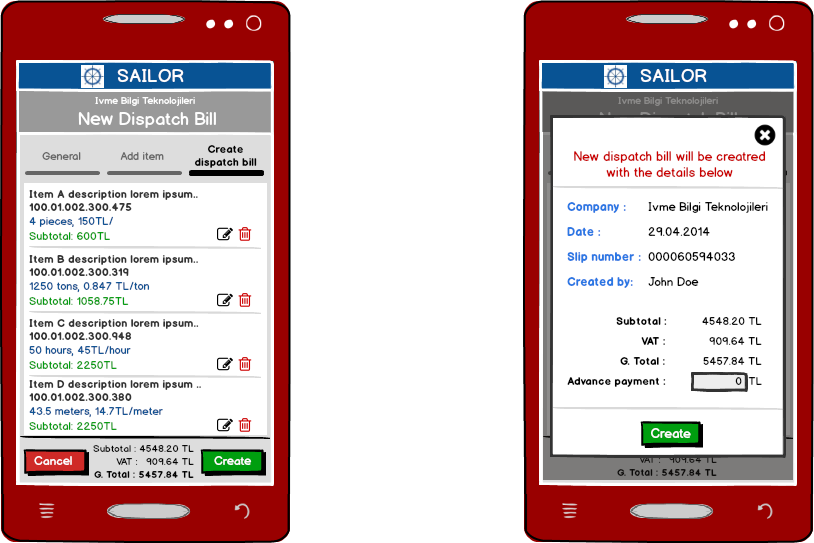 SAILOR
Ivme Bilgi Teknolojileri
New Dispatch Bill
General
Add item
Create
dispatch bill
Item A description lorem ipsum..
100.01.002.300.475
4 pieces, 150TL/
Subtotal: 600TL
Item B description lorem ipsum..
100.01.002.300.319
1250 tons, 0.847 TL/ton
Subtotal: 1058.75TL
Item C description lorem ipsum..
100.01.002.300.948
50 hours, 45TL/hour
Subtotal: 2250TL
Item D description lorem ipsum ..
100.01.002.300.380
43.5 meters, 14.7TL/meter
Subtotal: 2250TL
Cancel
Subtotal : 4548.20 TL
VAT : 909.64 TL
G. Total : 5457.84 TL
Create
SAILOR
Ivme Bilgi Teknolojileri
New Dispatch Bill
New dispatch bill will be creatred
with the details below
Company : Ivme Bilgi Teknolojileri
Date : 29.04.2014
Slip number : 000060594033
Created by: John Doe
Subtotal : 4548.20 TL
VAT : 909.64 TL
G. Total : 5457.84 TL
Advance payment : 0 TL
Create
VAT : 909.64 TL
G. Total : 5457.84 TL